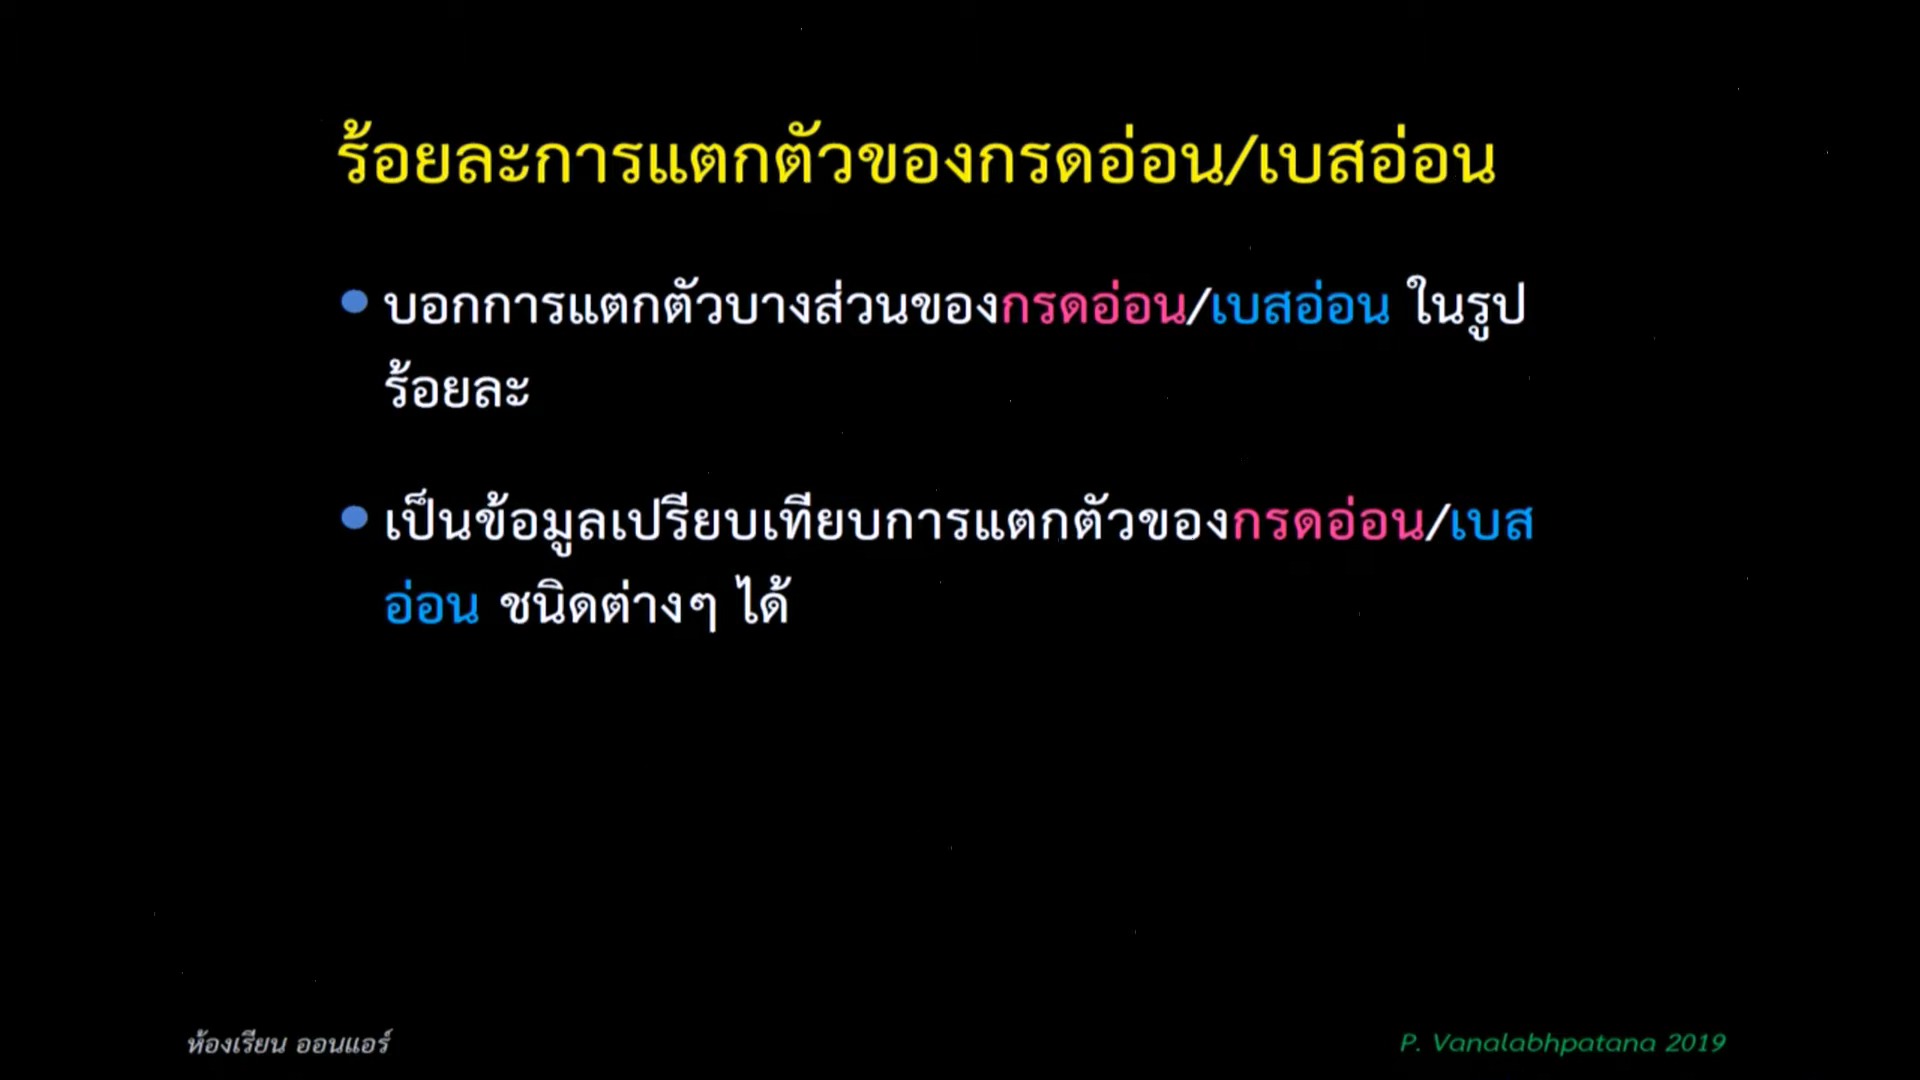 ร้อยละการแตกตัวของกรดอ่อน/เบสอ่อน
บอกการแตกตัวบางส่วนของกรดอ่อน/เบสอ่อน ในรูป
ร้อยละ
เป็นข้อมูลเปรียบเทียบการแตกตัวของกรดอ่อน/เบส
อ่อน ชนิดต่างๆ ได้
ห้องเรียน ออนแอร์
P. Vanalabhpatana 2019